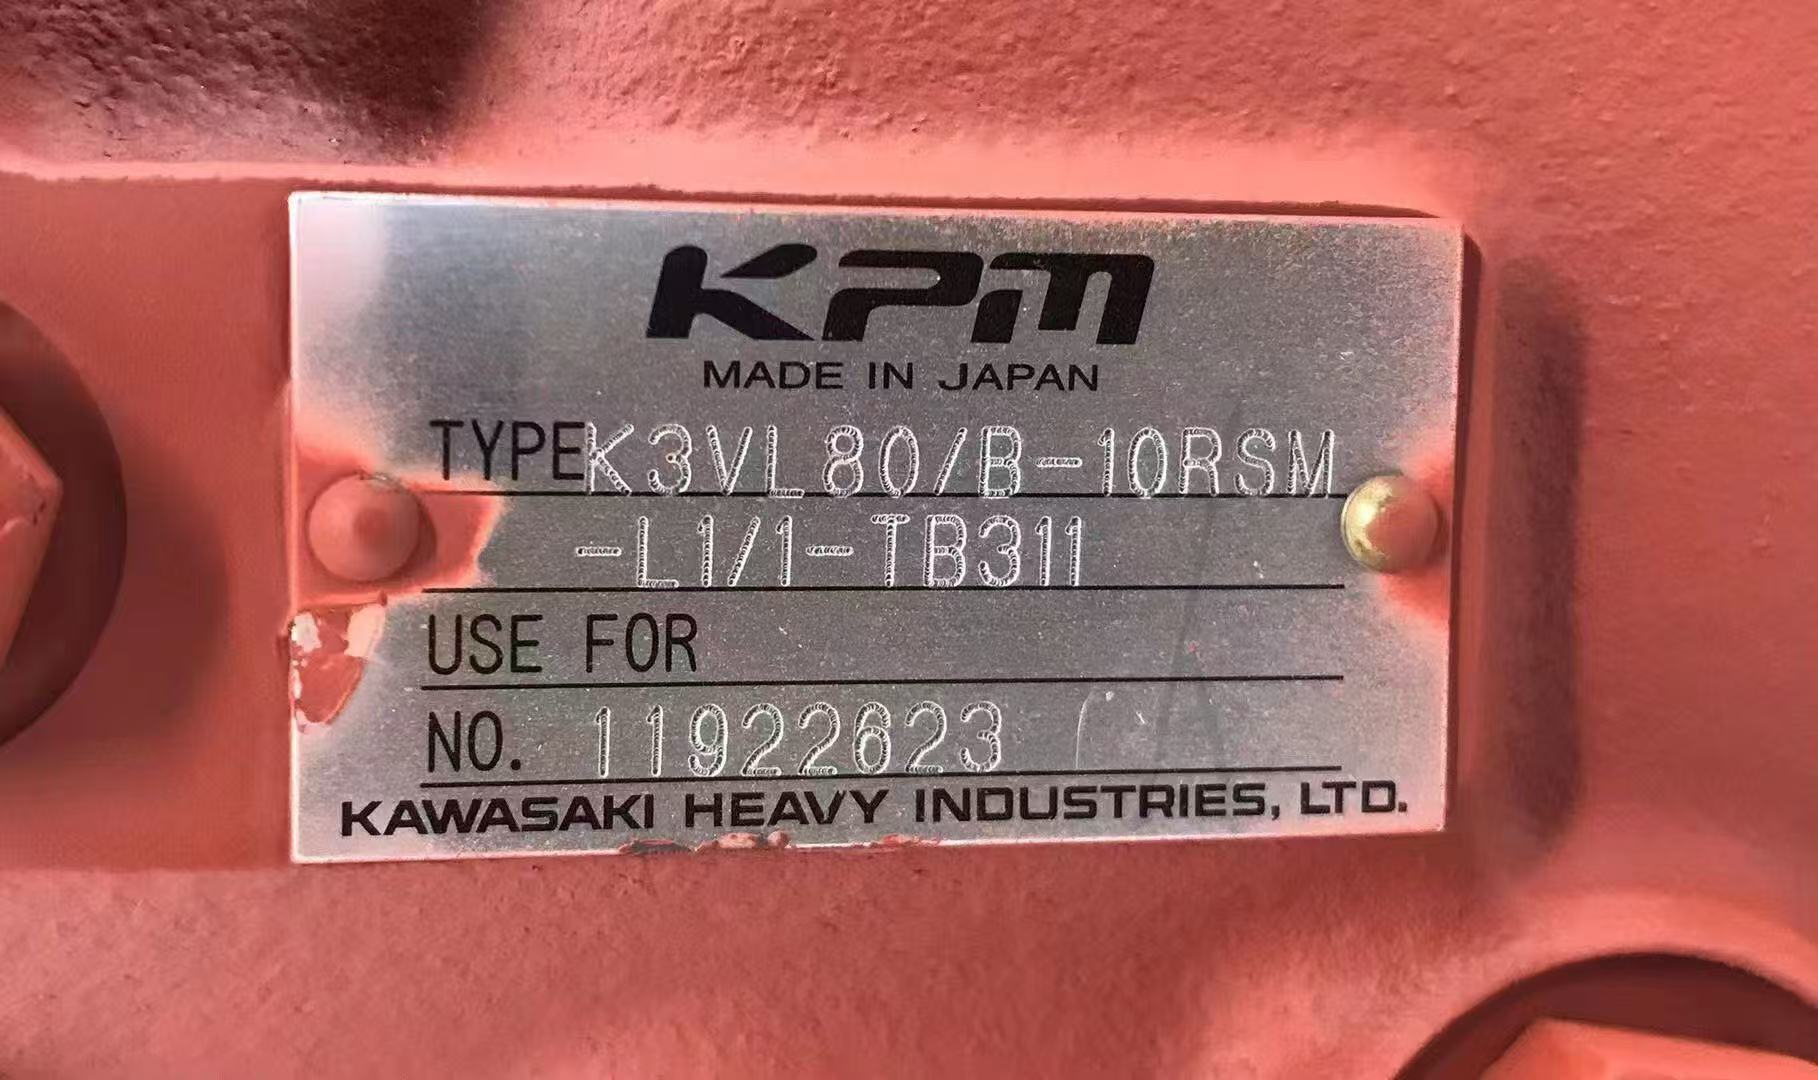 KPM
MADE IN JAPAN
TYPE K3VL80/B-10RSM
-L1/1-TB311
USE FOR
NO. 11922623
KAWASAKI HEAVY INDUSTRIES, LTD.